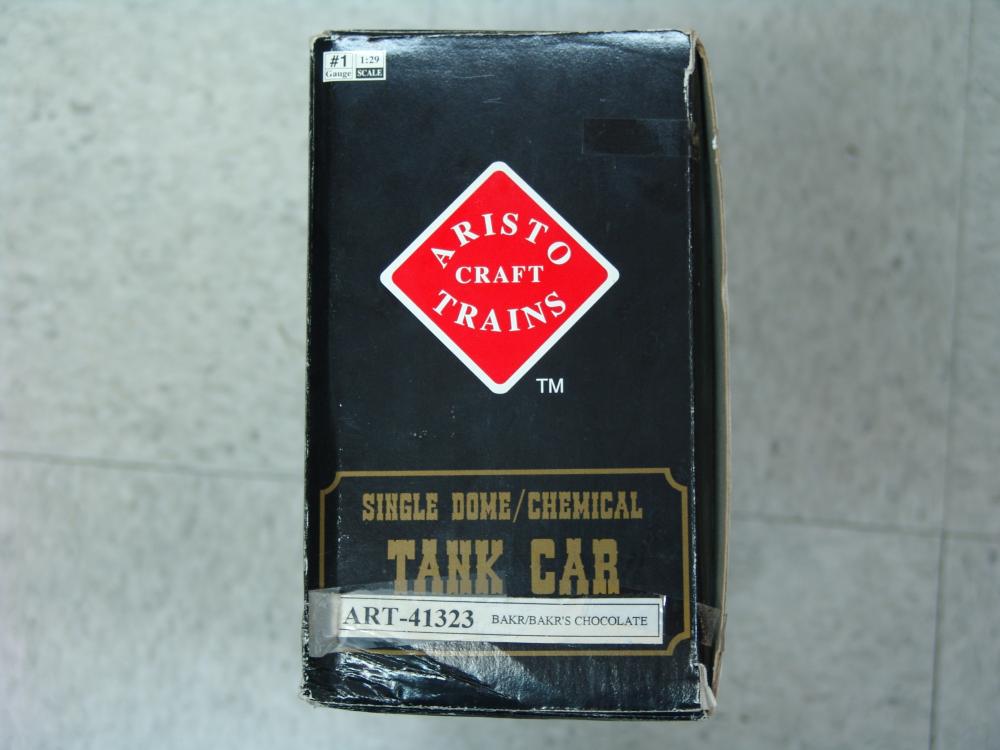 #1 1:29
Gauge SCALE
ARISTO
CRAFT
TRAINS
TM
SINGLE DOME/CHEMICAL
TANK CAR
ART-41323 BAKR/BAKR'S CHOCOLATE